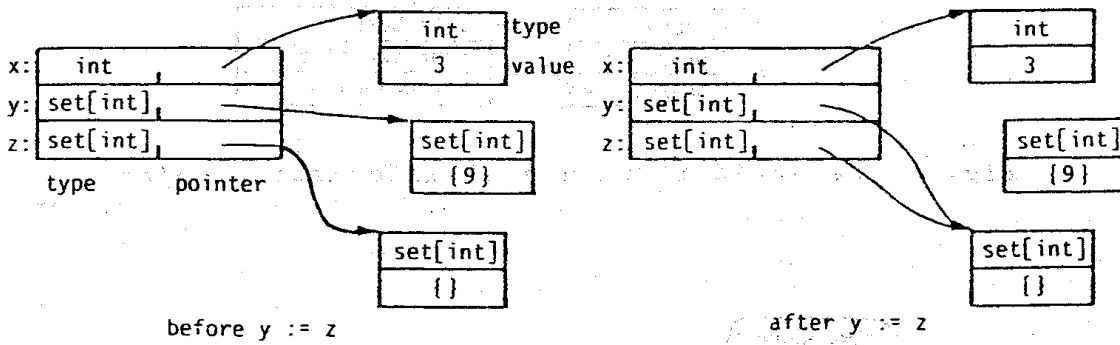 int type
x: int 3 value
y: set[int]
z: set[int] set[int]
type pointer {9}
set[int]
{}
before y := z
int
x: int 3
y: set[int]
z: set[int] set[int]
{9}
set[int]
{}
after y := z